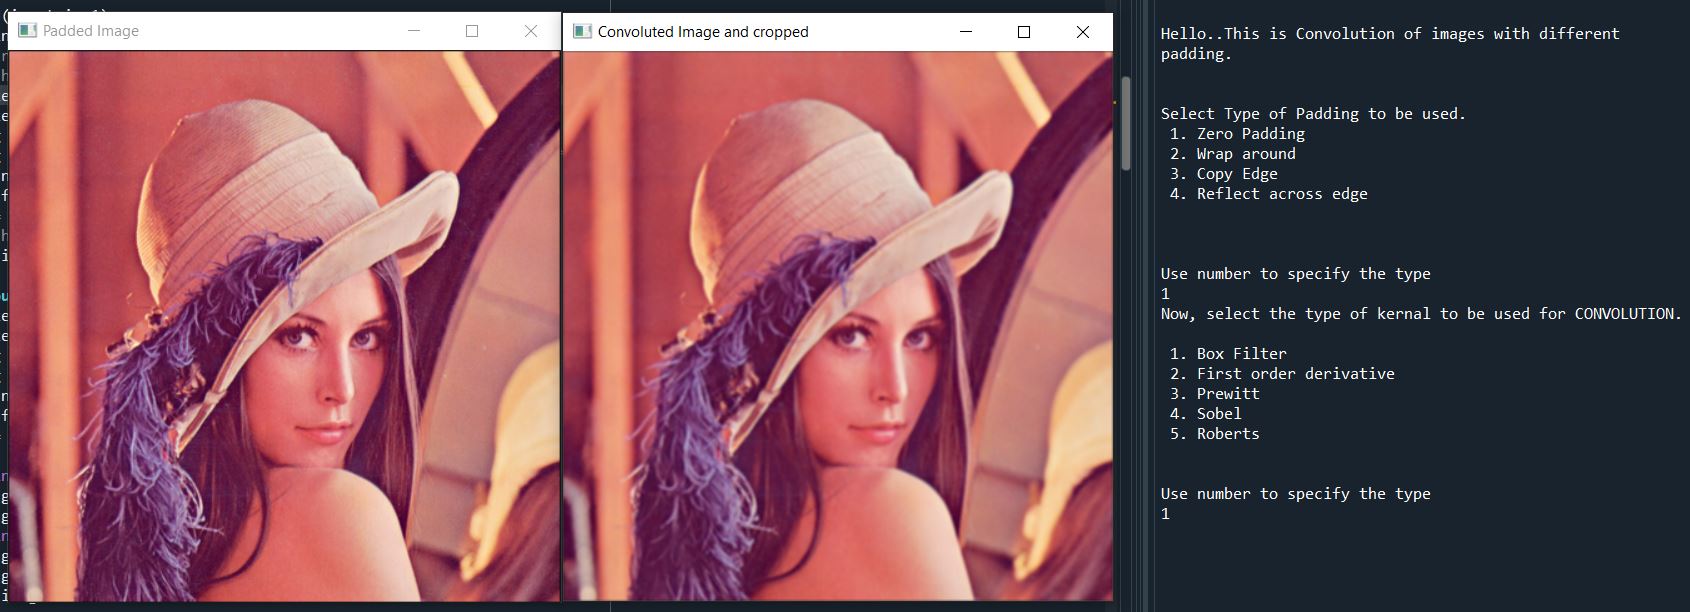 Padded Image
Convoluted Image and cropped
Hello..This is Convolution of images with different
padding.
Select Type of Padding to be used.
1. Zero Padding
2. Wrap around
3. Copy Edge
4. Reflect across edge
Use number to specify the type
1
Now, select the type of kernal to be used for CONVOLUTION.
1. Box Filter
2. First order derivative
3. Prewitt
4. Sobel
5. Roberts
Use number to specify the type
1